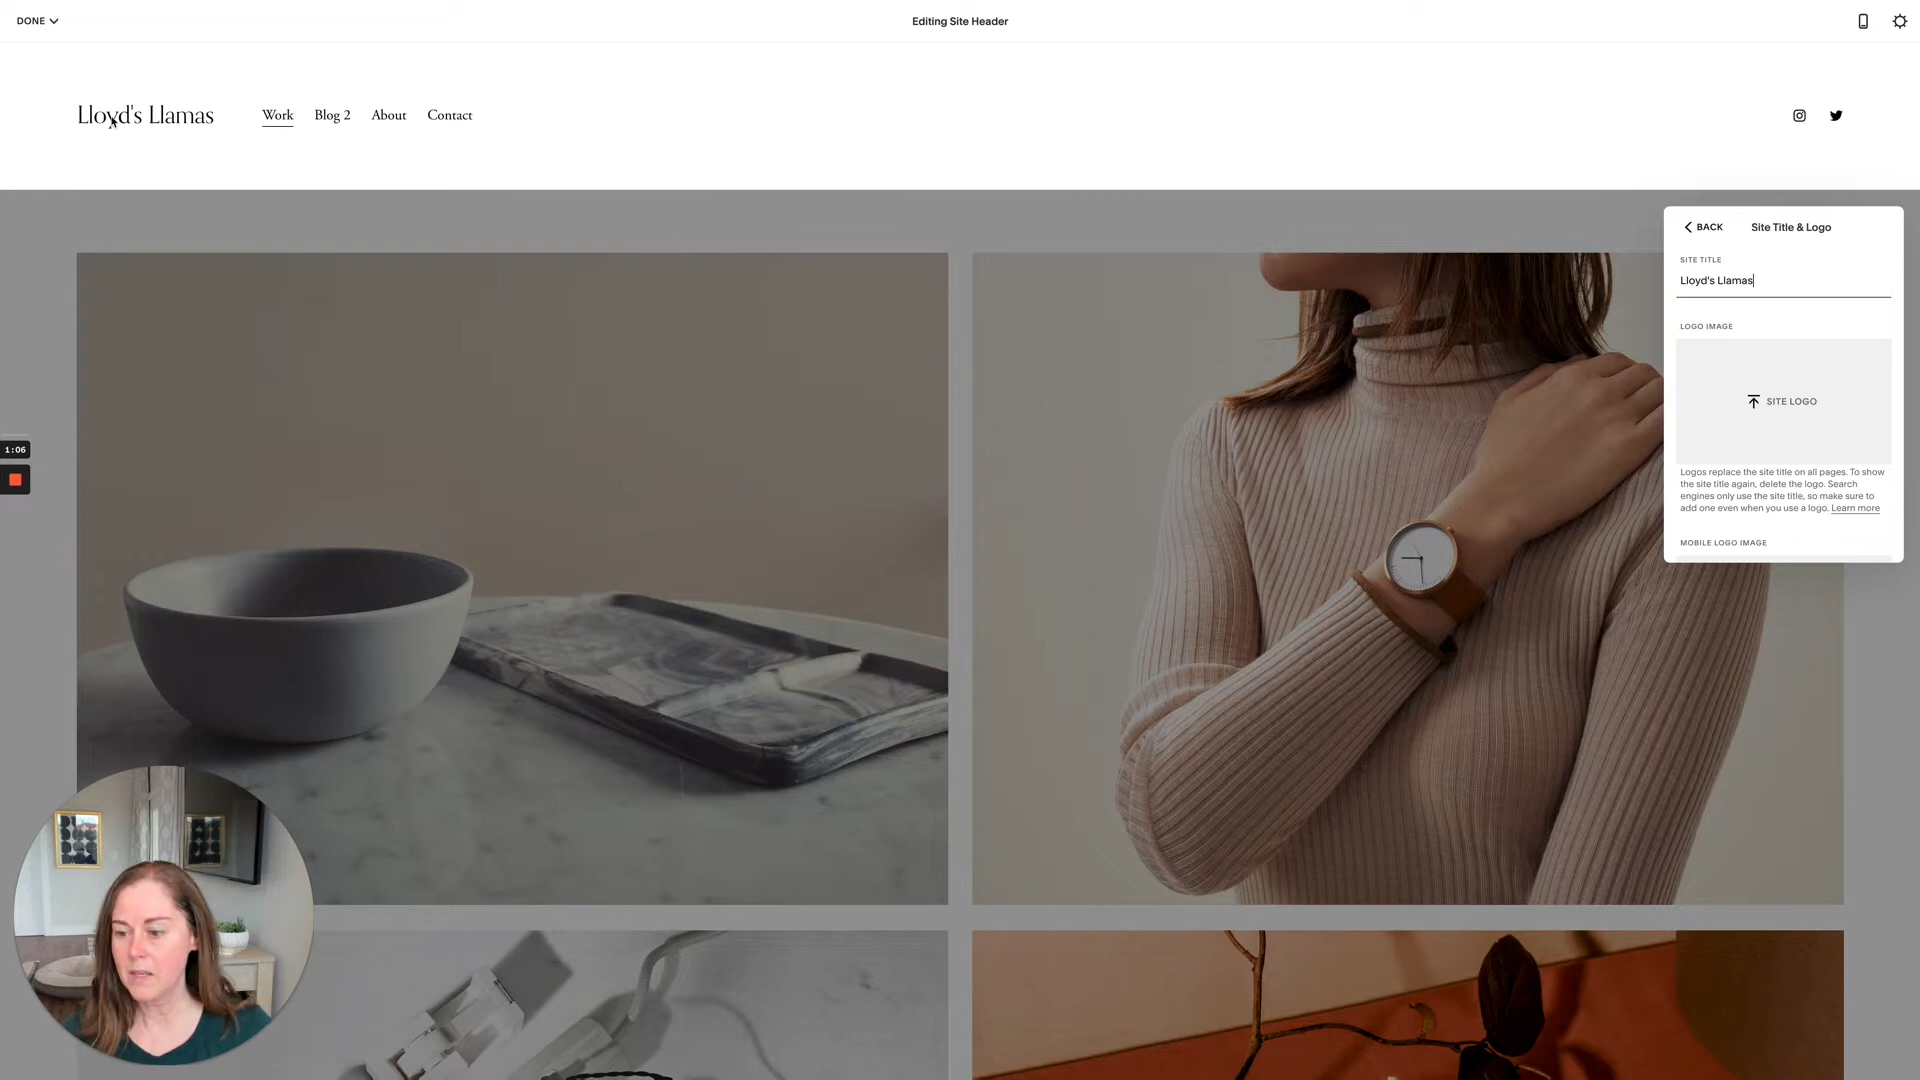 DONE
Editing Site Header
Lloyd's Llamas
Work
Blog 2
About
Contact
BACK
Site Title & Logo
SITE TITLE
Lloyd's Llamas
LOGO IMAGE
SITE LOGO
Logos replace the site title on all pages. To show
the site title again, delete the logo. Search
engines only use the site title, so make sure to
add one even when you use a logo. Learn more
MOBILE LOGO IMAGE
1:06